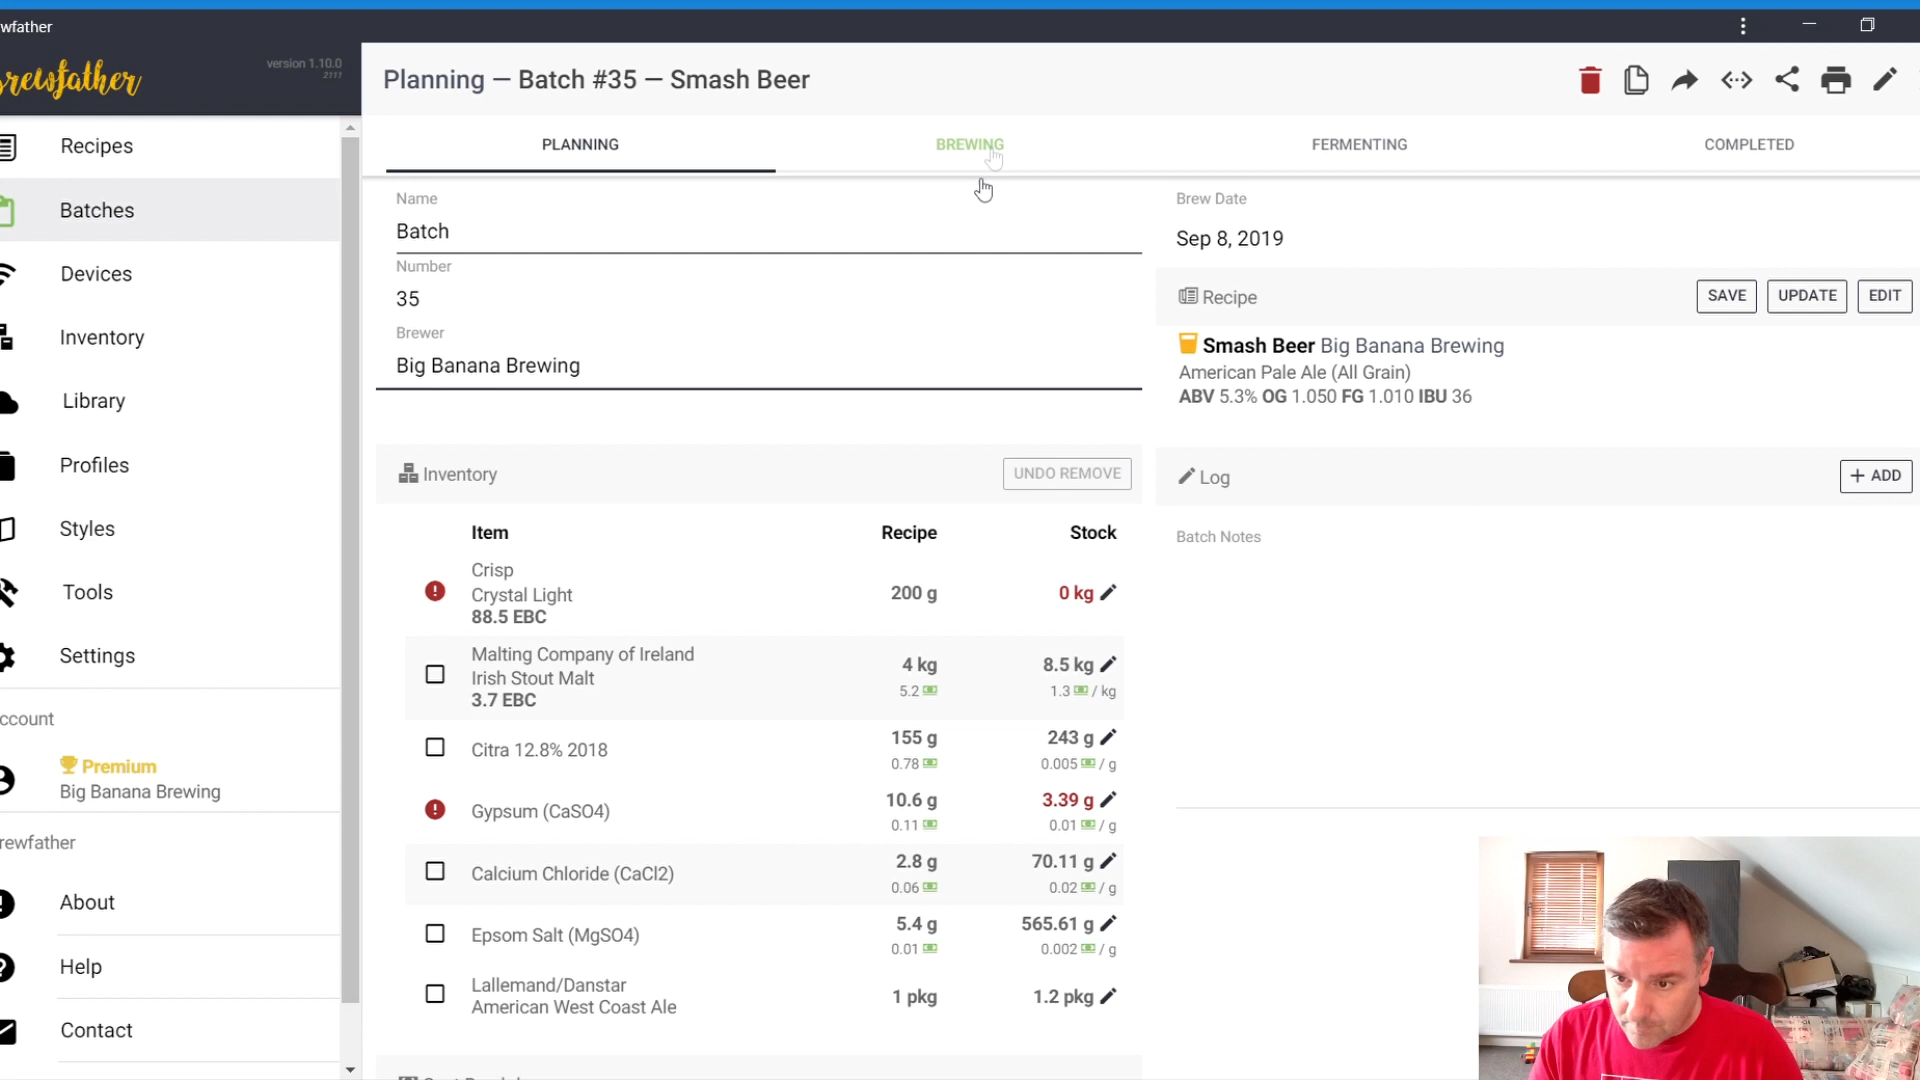 wfather
rewfather
version 1.10.0
2111
Planning — Batch #35 — Smash Beer
Recipes
Batches
Devices
Inventory
Library
Profiles
Styles
Tools
Settings
ccount
Premium
Big Banana Brewing
rewfather
About
Help
Contact
PLANNING
BREWING
FERMENTING
COMPLETED
Name
Batch
Number
35
Brewer
Big Banana Brewing
Inventory
UNDO REMOVE
Item Recipe Stock
Crisp
Crystal Light 200 g 0 kg
88.5 EBC
Malting Company of Ireland 4 kg 8.5 kg
Irish Stout Malt
3.7 EBC 5.2 1.3 / kg
Citra 12.8% 2018 155 g 243 g
0.78 0.005 / g
Gypsum (CaSO4) 10.6 g 3.39 g
0.11 0.01 / g
Calcium Chloride (CaCl2) 2.8 g 70.11 g
0.06 0.02 / g
Epsom Salt (MgSO4) 5.4 g 565.61 g
0.01 0.002 / g
Lallemand/Danstar
American West Coast Ale 1 pkg 1.2 pkg
Brew Date
Sep 8, 2019
Recipe
SAVE
UPDATE
EDIT
Smash Beer Big Banana Brewing
American Pale Ale (All Grain)
ABV 5.3% OG 1.050 FG 1.010 IBU 36
Log
+ ADD
Batch Notes